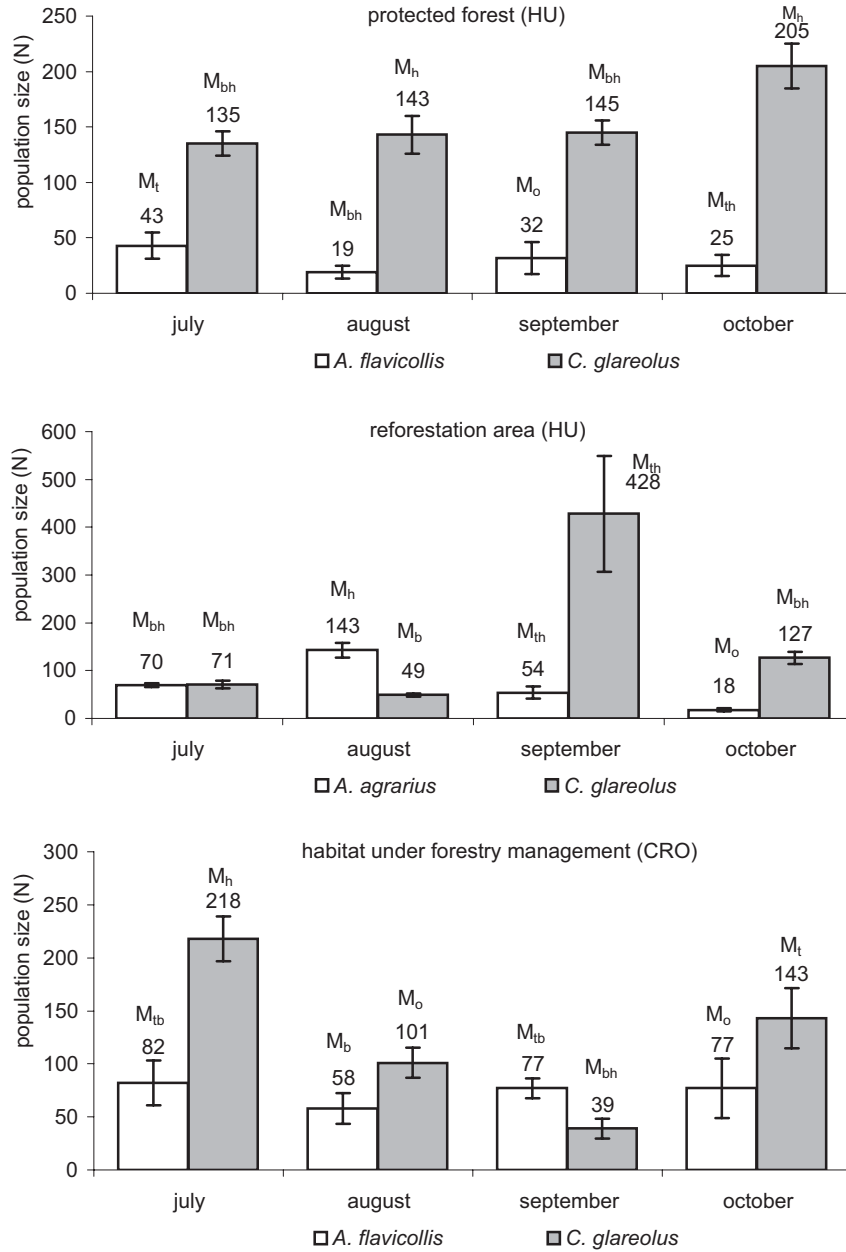 protected forest (HU)
population size (N)
250
200
150
100
50
0
M_t
43
M_bh
135
M_bh
19
M_h
143
M_o
32
M_bh
145
M_th
25
M_h
205
july august september october
A. flavicollis C. glareolus
reforestation area (HU)
population size (N)
600
500
400
300
200
100
0
M_bh
70
M_bh
71
M_h
143
M_b
49
M_th
54
M_th
428
M_o
18
M_bh
127
july august september october
A. agrarius C. glareolus
habitat under forestry management (CRO)
population size (N)
300
250
200
150
100
50
0
M_tb
82
M_h
218
M_b
58
M_o
101
M_tb
77
M_bh
39
M_o
77
M_t
143
july august september october
A. flavicollis C. glareolus